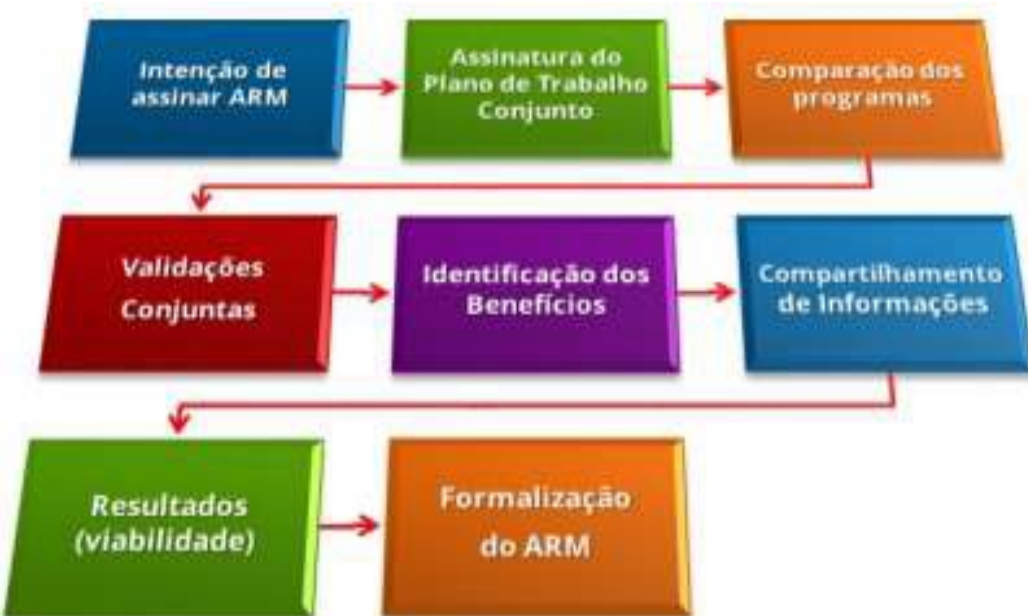 Intenção de
assinar ARM
Assinatura do
Plano de Trabalho
Conjunto
Comparação dos
programas
Validações
Conjuntas
Identificação dos
Benefícios
Compartilhamento
de Informações
Resultados
(viabilidade)
Formalização
do ARM